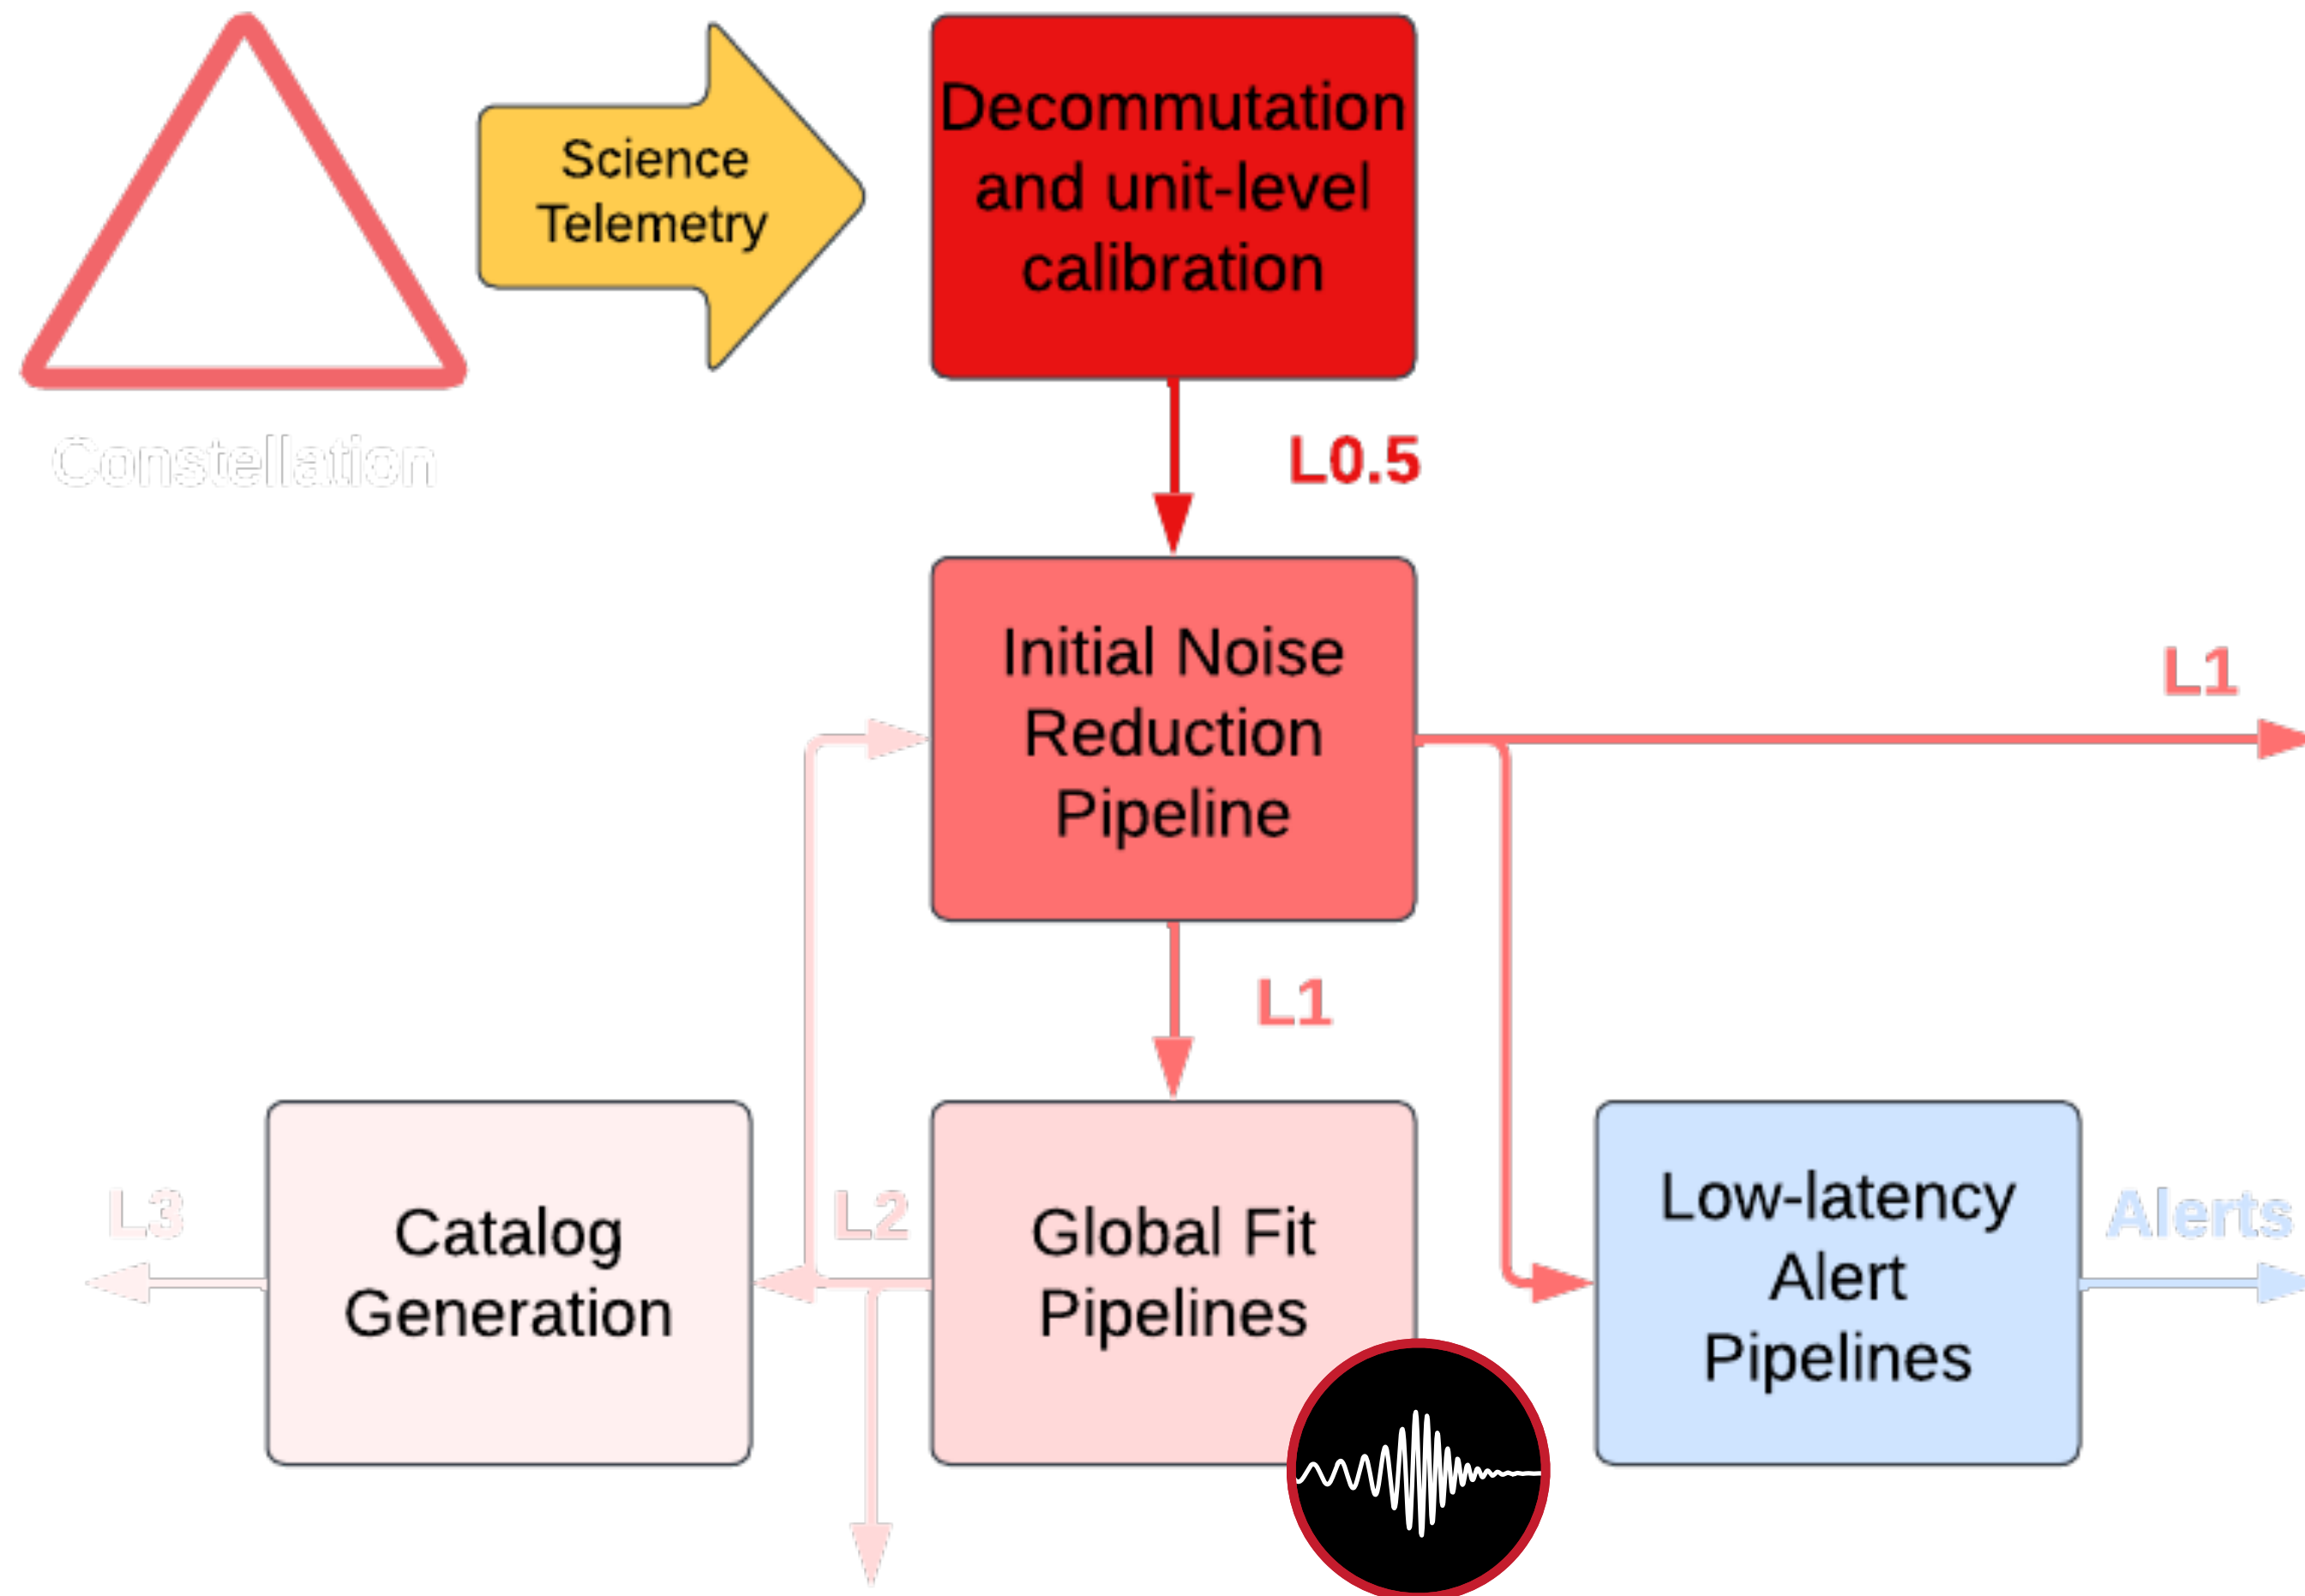 Science
Telemetry
Decommutation
and unit-level
calibration
Constellation
L0.5
Initial Noise
Reduction
Pipeline
L1
L1
L3
Catalog
Generation
L2
Global Fit
Pipelines
Low-latency
Alert
Pipelines
Alerts